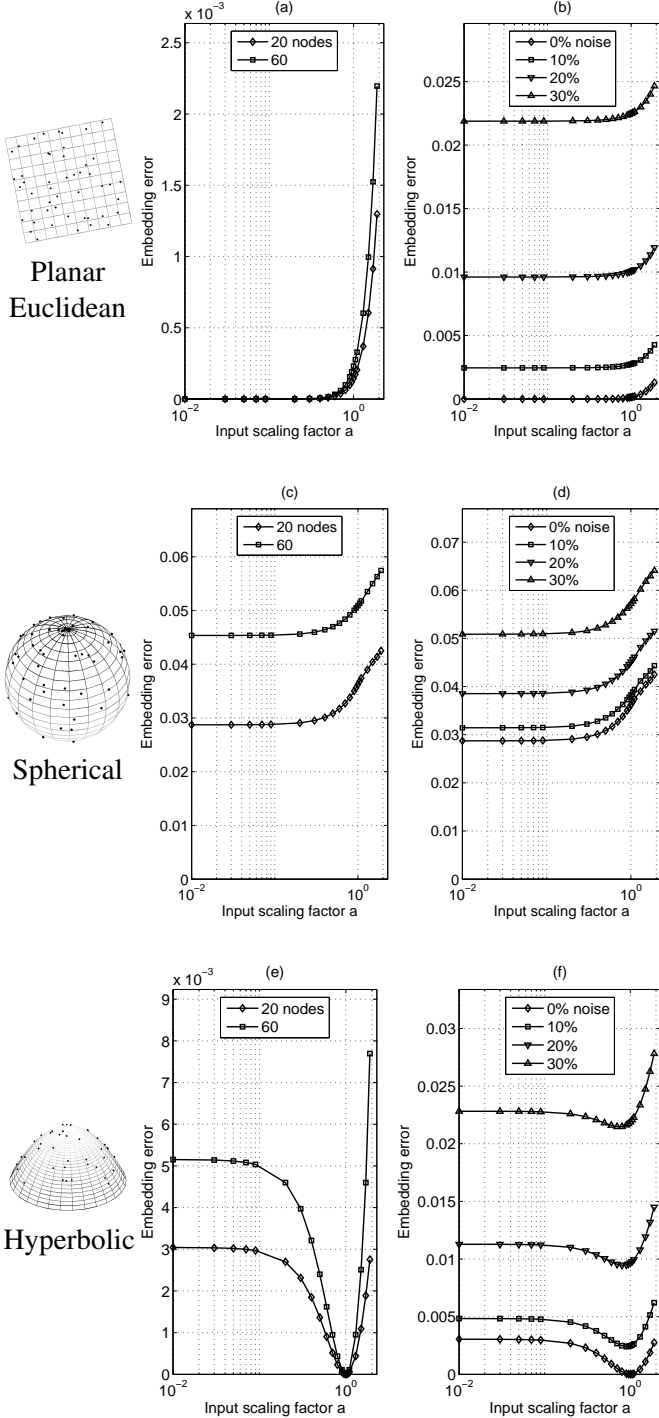 (a)
x 10^−3
20 nodes
60
2.5
2
1.5
1
0.5
0
Embedding error
10^−2
10^0
Input scaling factor a
(b)
0% noise
10%
20%
30%
0.025
0.02
0.015
0.01
0.005
0
Embedding error
10^−2
10^0
Input scaling factor a
Planar
Euclidean
(c)
20 nodes
60
0.06
0.05
0.04
0.03
0.02
0.01
0
Embedding error
10^−2
10^0
Input scaling factor a
(d)
0% noise
10%
20%
30%
0.07
0.06
0.05
0.04
0.03
0.02
0.01
0
Embedding error
10^−2
10^0
Input scaling factor a
Spherical
(e)
x 10^−3
20 nodes
60
9
8
7
6
5
4
3
2
1
0
Embedding error
10^−2
10^0
Input scaling factor a
(f)
0% noise
10%
20%
30%
0.03
0.025
0.02
0.015
0.01
0.005
0
Embedding error
10^−2
10^0
Input scaling factor a
Hyperbolic